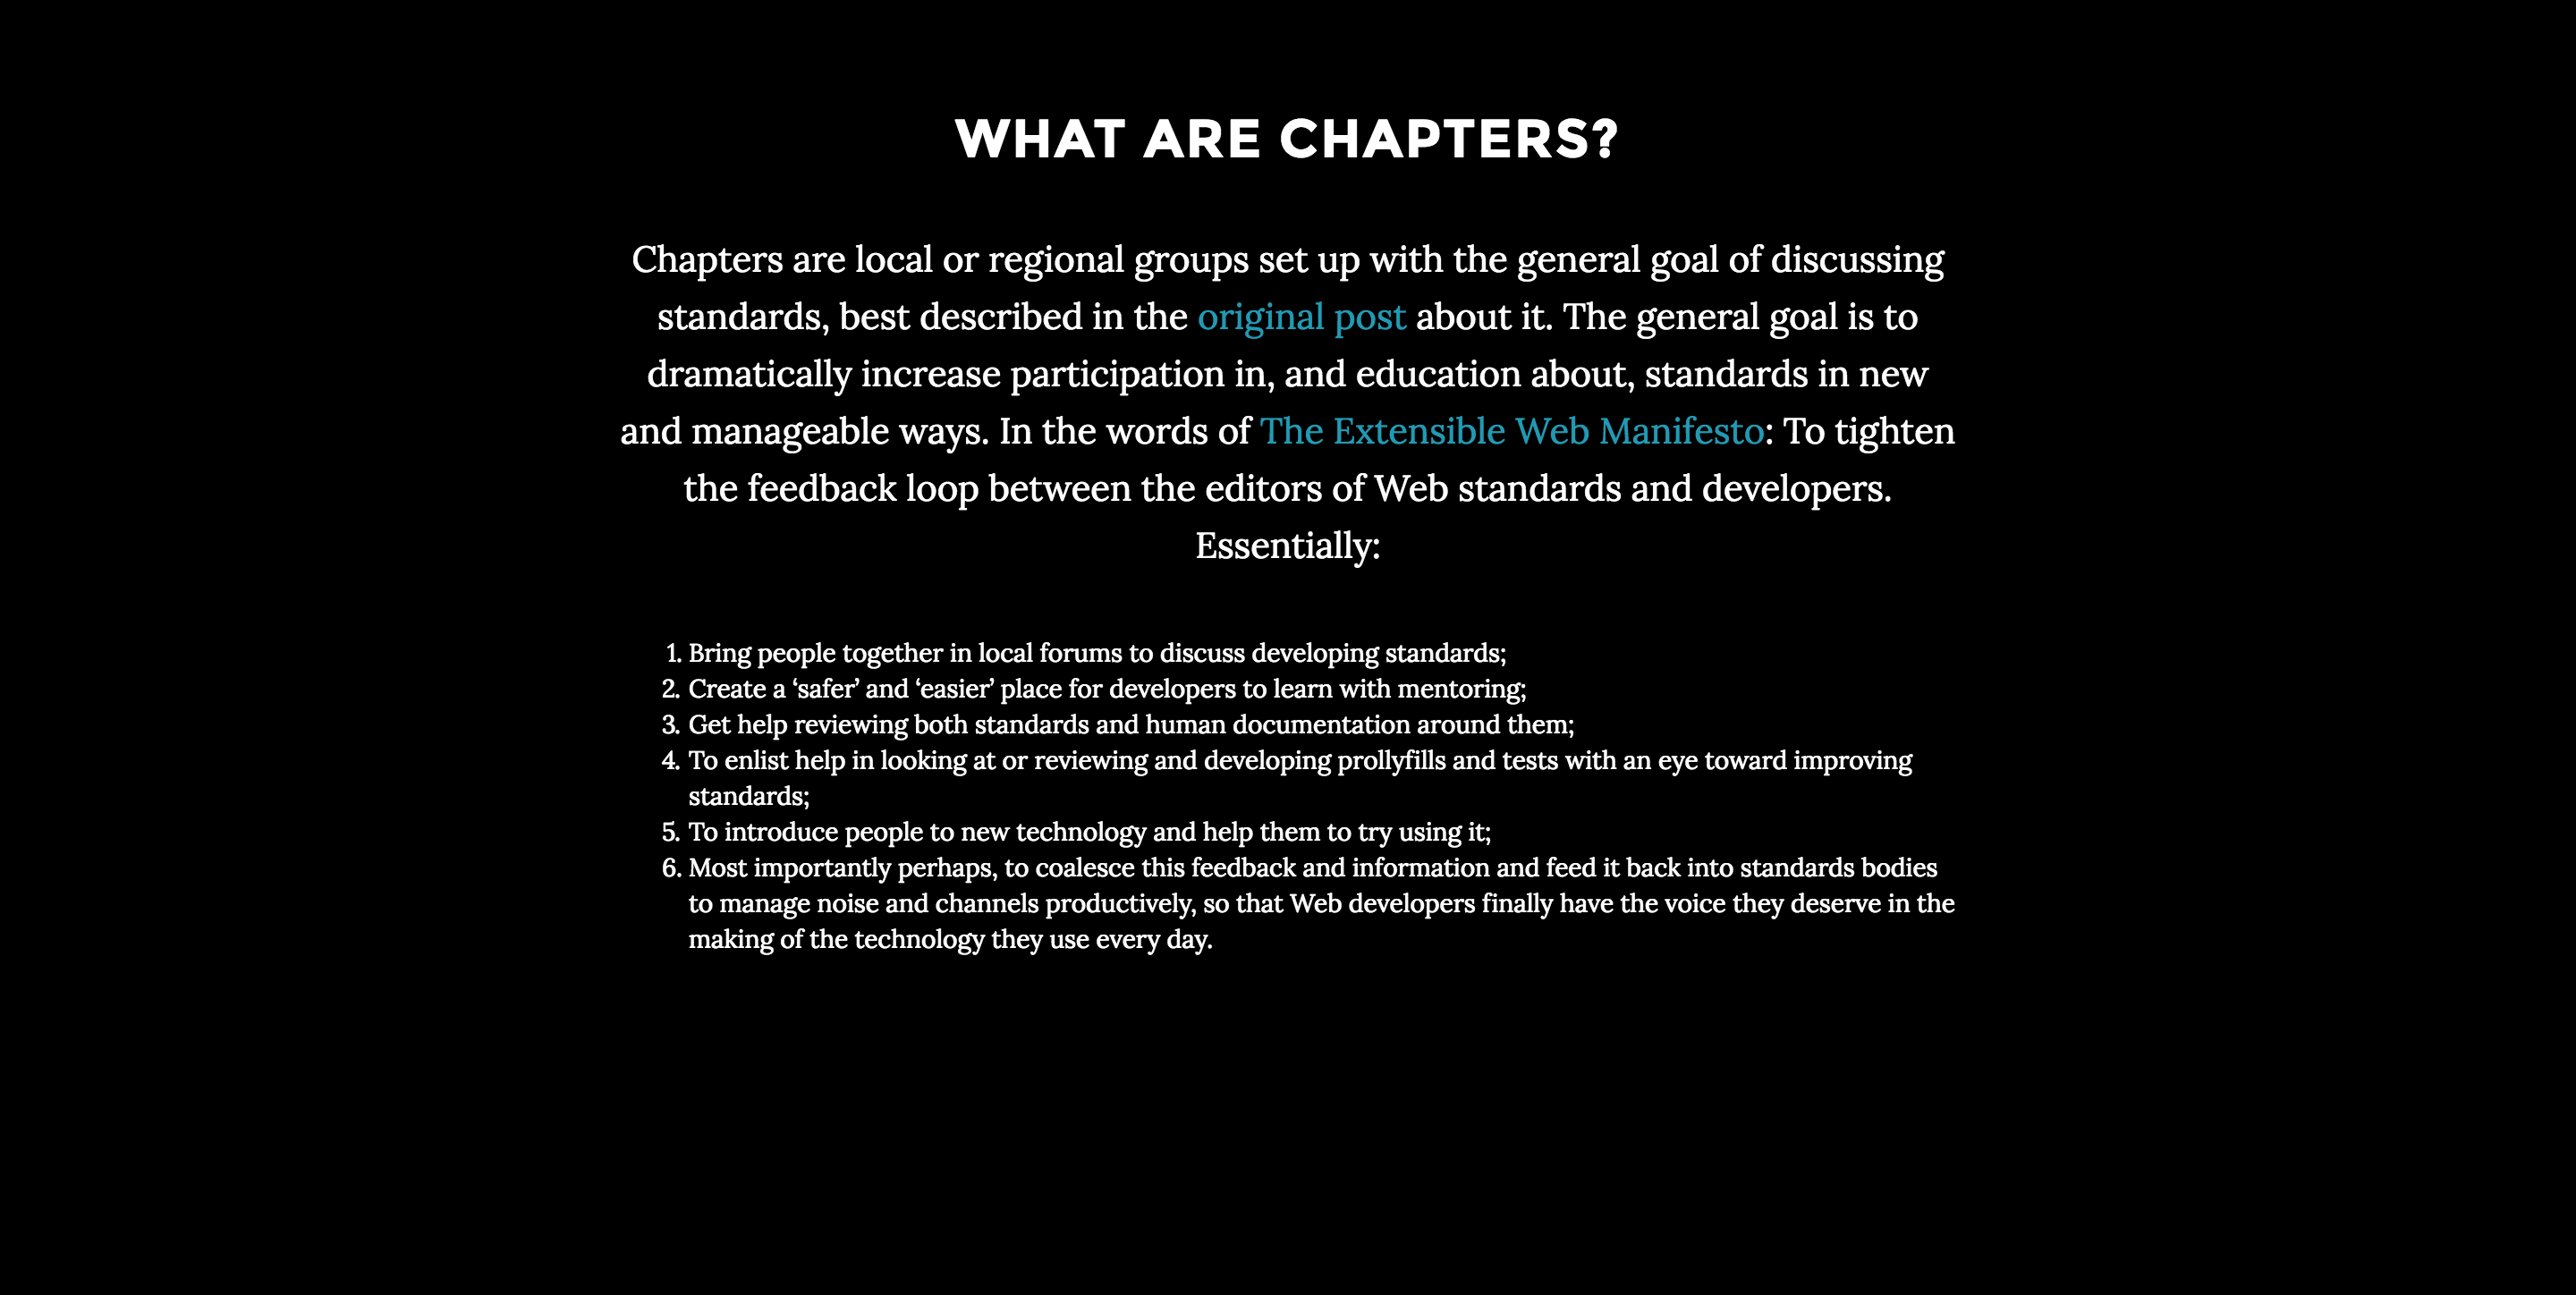 WHAT ARE CHAPTERS?
Chapters are local or regional groups set up with the general goal of discussing
standards, best described in the original post about it. The general goal is to
dramatically increase participation in, and education about, standards in new
and manageable ways. In the words of The Extensible Web Manifesto: To tighten
the feedback loop between the editors of Web standards and developers.
Essentially:
1. Bring people together in local forums to discuss developing standards;
2. Create a ‘safer’ and ‘easier’ place for developers to learn with mentoring;
3. Get help reviewing both standards and human documentation around them;
4. To enlist help in looking at or reviewing and developing prollyfills and tests with an eye toward improving
standards;
5. To introduce people to new technology and help them to try using it;
6. Most importantly perhaps, to coalesce this feedback and information and feed it back into standards bodies
to manage noise and channels productively, so that Web developers finally have the voice they deserve in the
making of the technology they use every day.